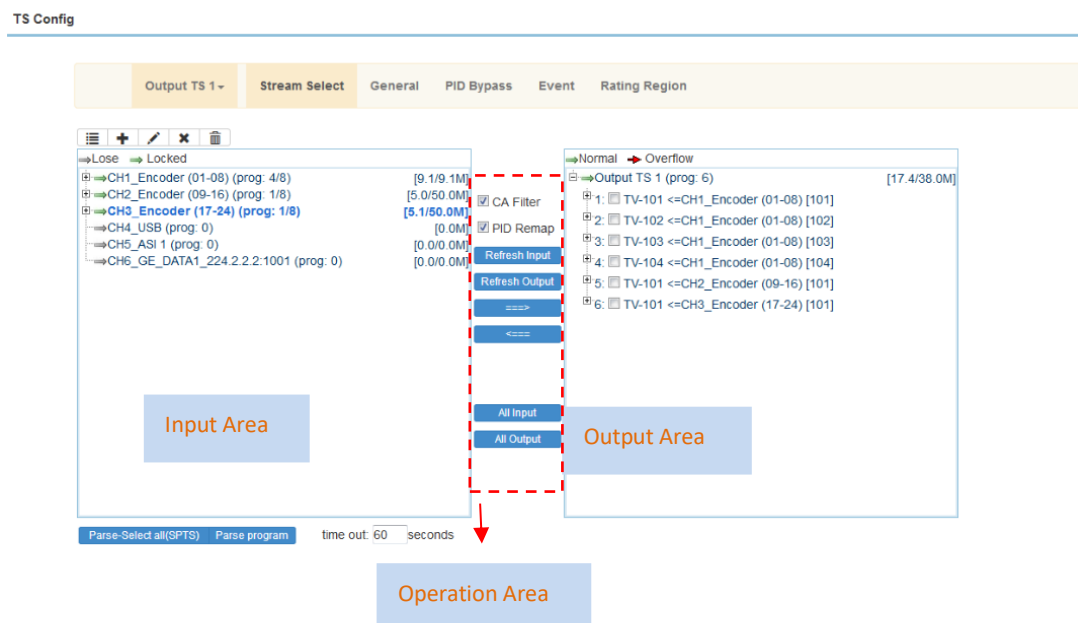 TS Config
Output TS 1 Stream Select General PID Bypass Event Rating Region
Lose Locked
CH1_Encoder (01-08) (prog: 4/8) [9.1/9.1M]
CH2_Encoder (09-16) (prog: 1/8) [5.0/50.0M]
CH3_Encoder (17-24) (prog: 1/8) [5.1/50.0M]
CH4_USB (prog: 0) [0.0M]
CH5_ASI 1 (prog: 0) [0.0/0.0M]
CH6_GE_DATA1_224.2.2.2:1001 (prog: 0) [0.0/0.0M]
CA Filter
PID Remap
Refresh Input
Refresh Output
===>
<===
All Input
All Output
Normal Overflow
Output TS 1 (prog: 6) [17.4/38.0M]
1: TV-101 <=CH1_Encoder (01-08) [101]
2: TV-102 <=CH1_Encoder (01-08) [102]
3: TV-103 <=CH1_Encoder (01-08) [103]
4: TV-104 <=CH1_Encoder (01-08) [104]
5: TV-101 <=CH2_Encoder (09-16) [101]
6: TV-101 <=CH3_Encoder (17-24) [101]
Input Area
Output Area
Parse-Select all(SPTS) Parse program time out: 60 seconds
Operation Area